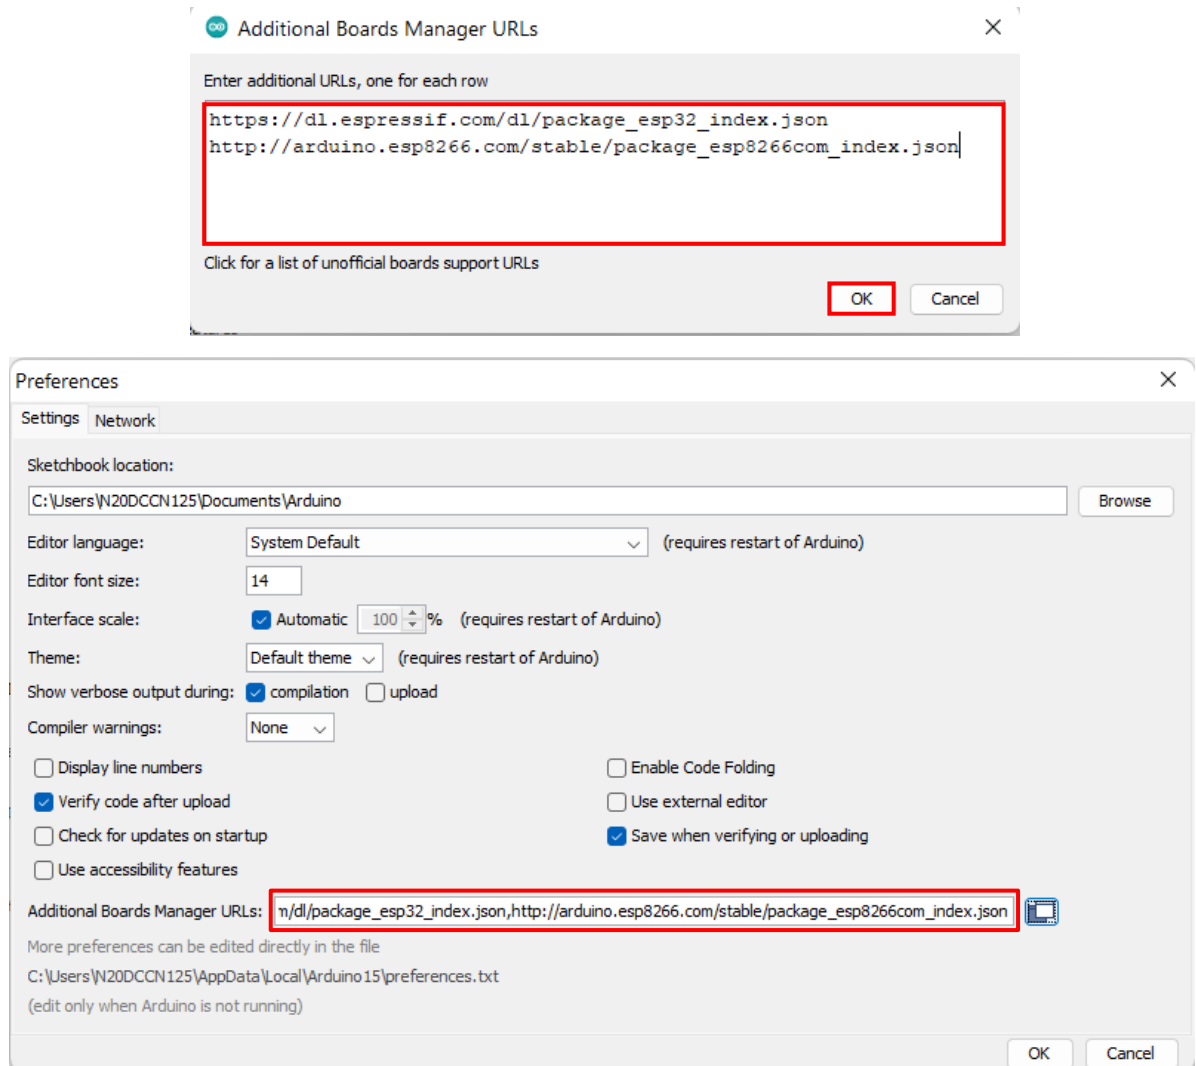 Additional Boards Manager URLs
Enter additional URLs, one for each row
https://dl.espressif.com/dl/package_esp32_index.json
http://arduino.esp8266.com/stable/package_esp8266com_index.json
Click for a list of unofficial boards support URLs
OK Cancel
Preferences
Settings Network
Sketchbook location:
C:\Users\N20DCCN125\Documents\Arduino Browse
Editor language: System Default (requires restart of Arduino)
Editor font size: 14
Interface scale: Automatic 100 % (requires restart of Arduino)
Theme: Default theme (requires restart of Arduino)
Show verbose output during: compilation upload
Compiler warnings: None
Display line numbers Enable Code Folding
Verify code after upload Use external editor
Check for updates on startup Save when verifying or uploading
Use accessibility features
Additional Boards Manager URLs: m/dl/package_esp32_index.json,http://arduino.esp8266.com/stable/package_esp8266com_index.json
More preferences can be edited directly in the file
C:\Users\N20DCCN125\AppData\Local\Arduino15\preferences.txt
(edit only when Arduino is not running)
OK Cancel